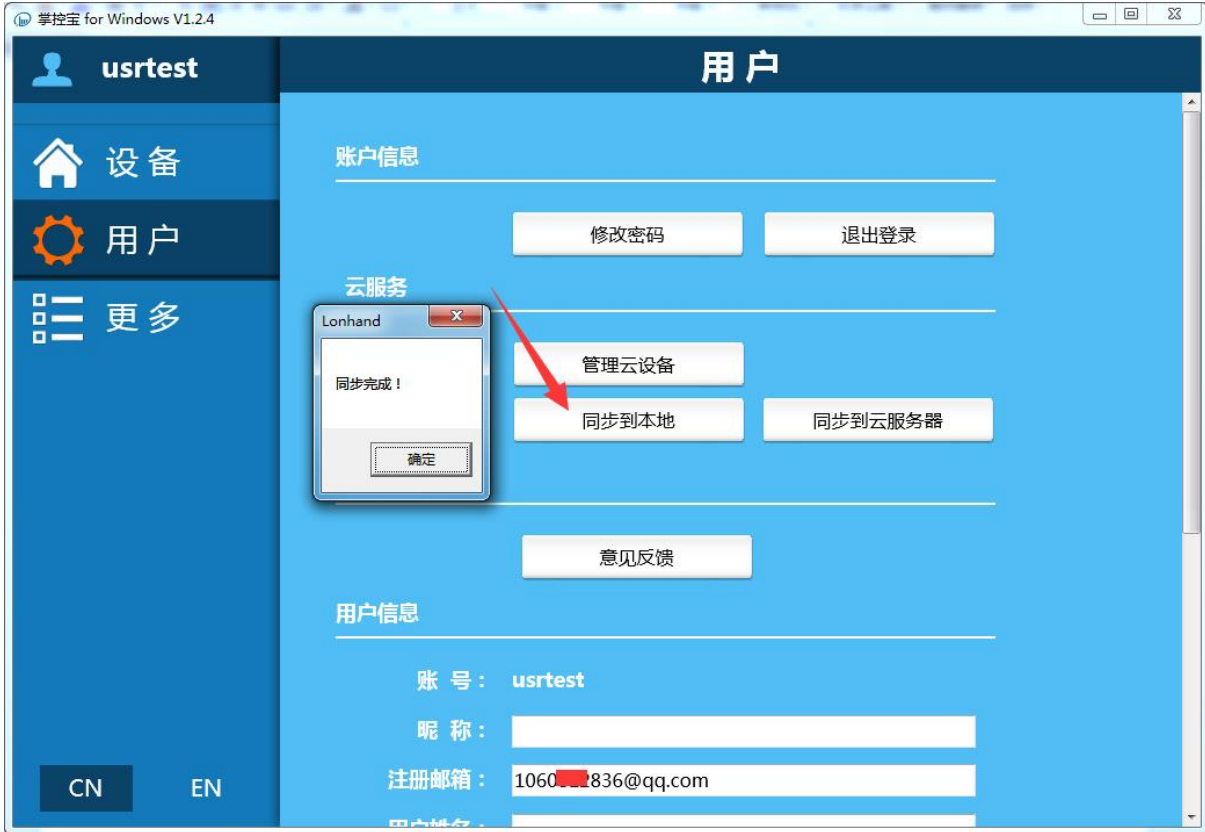 掌控宝 for Windows V1.2.4
usrtest
用户
设备
用户
更多
CN EN
账户信息
修改密码 退出登录
云服务
管理云设备
同步到本地 同步到云服务器
Lonhand
同步完成！
确定
意见反馈
用户信息
账 号： usrtest
昵 称：
注册邮箱： 1060 836@qq.com
用户姓名：